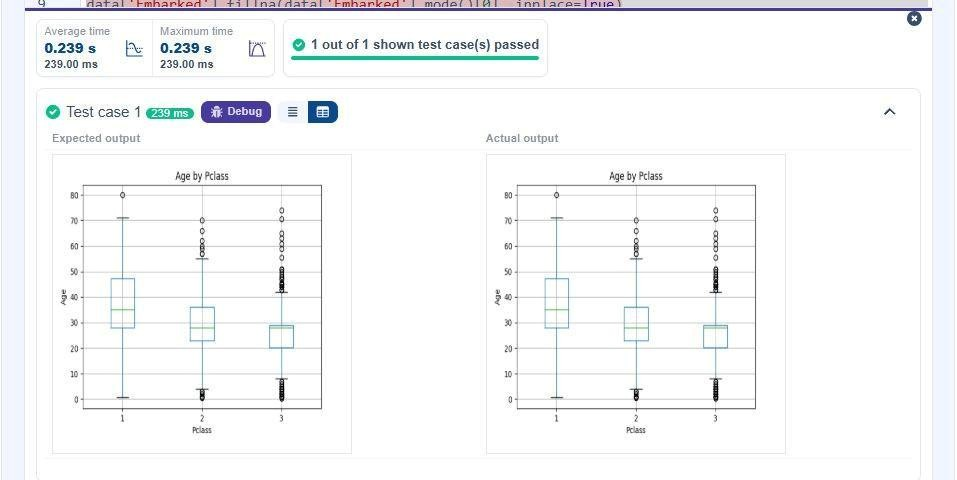 9 data['Embarked'].fillna(data['Embarked'].mode()[0], inplace=True)
Average time
0.239 s
239.00 ms
Maximum time
0.239 s
239.00 ms
1 out of 1 shown test case(s) passed
Test case 1 239 ms Debug
Expected output
Actual output
Age by Pclass
80
70
60
50
40
30
20
10
0
Age
1 2 3
Pclass
Age by Pclass
80
70
60
50
40
30
20
10
0
Age
1 2 3
Pclass